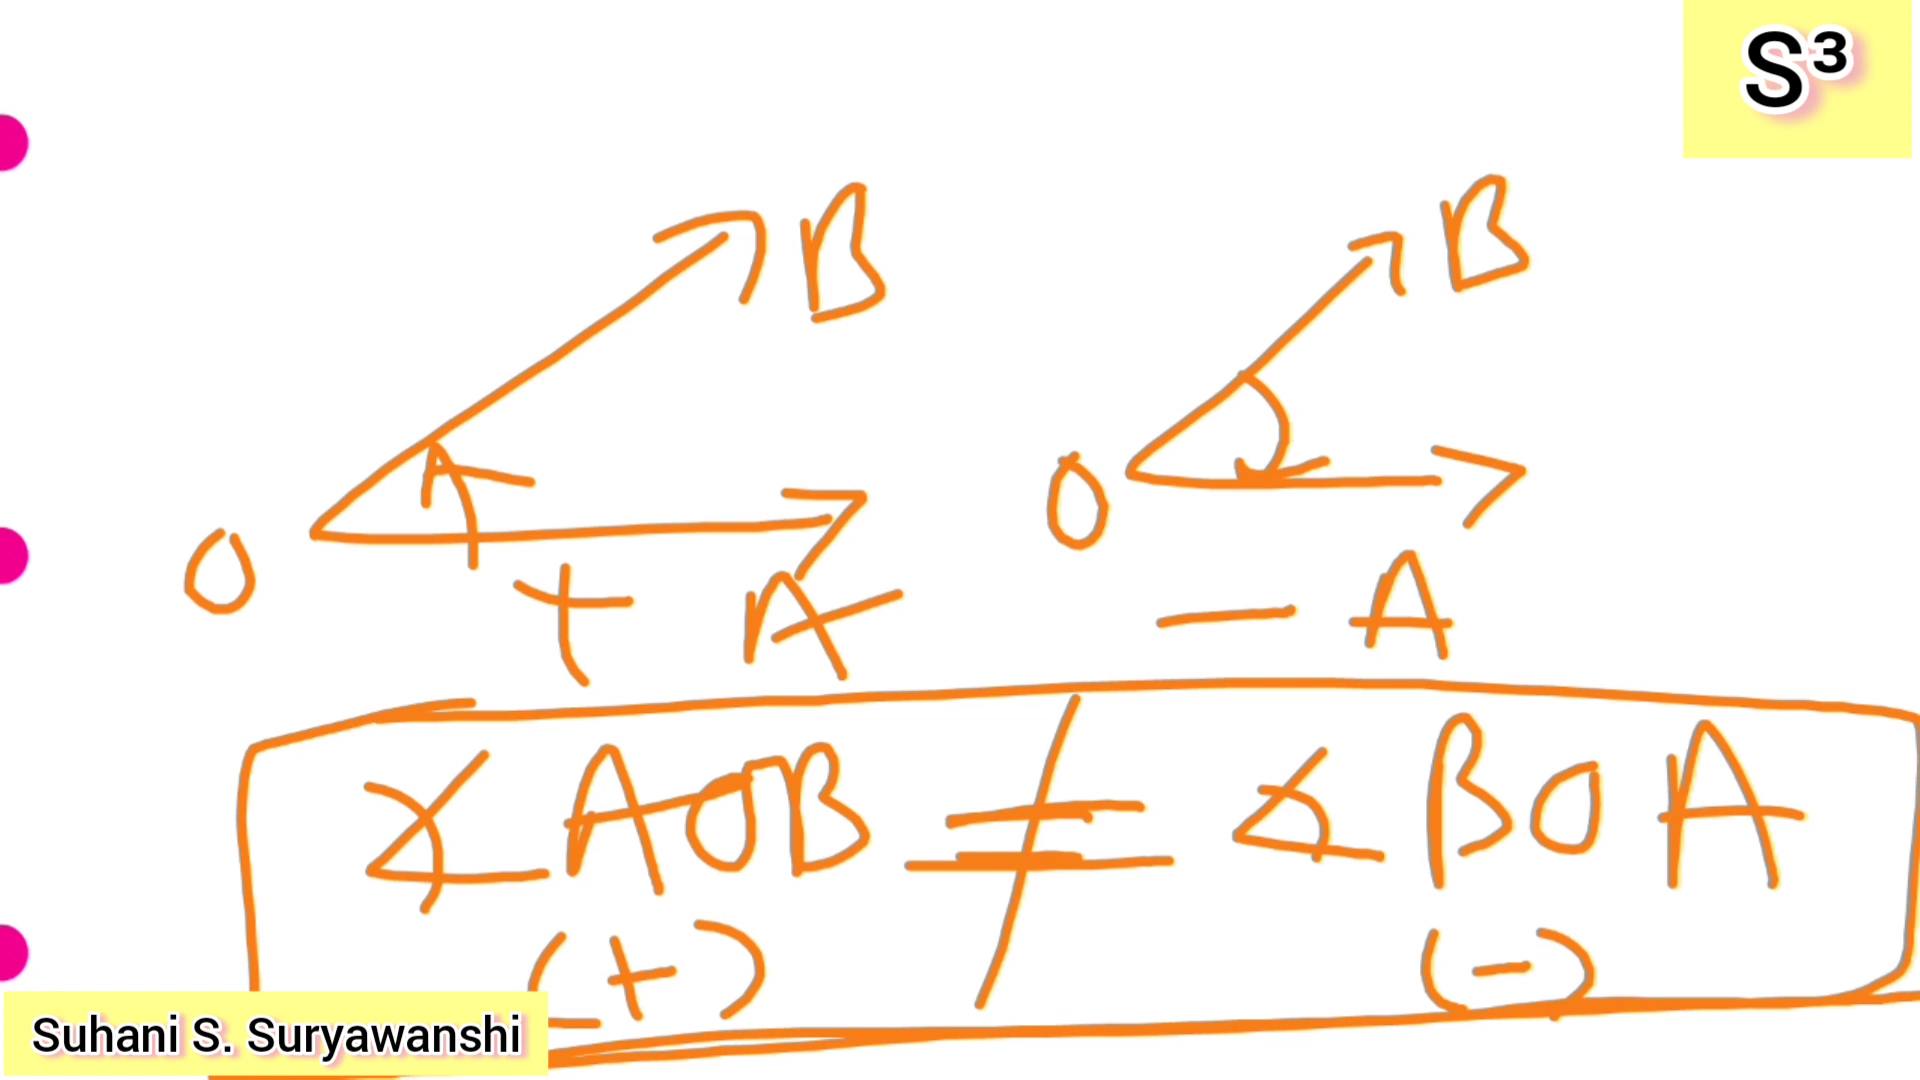 S³
B B
O + A O − A
∡AOB ≠ ∡BOA
(+) (−)
Suhani S. Suryawanshi